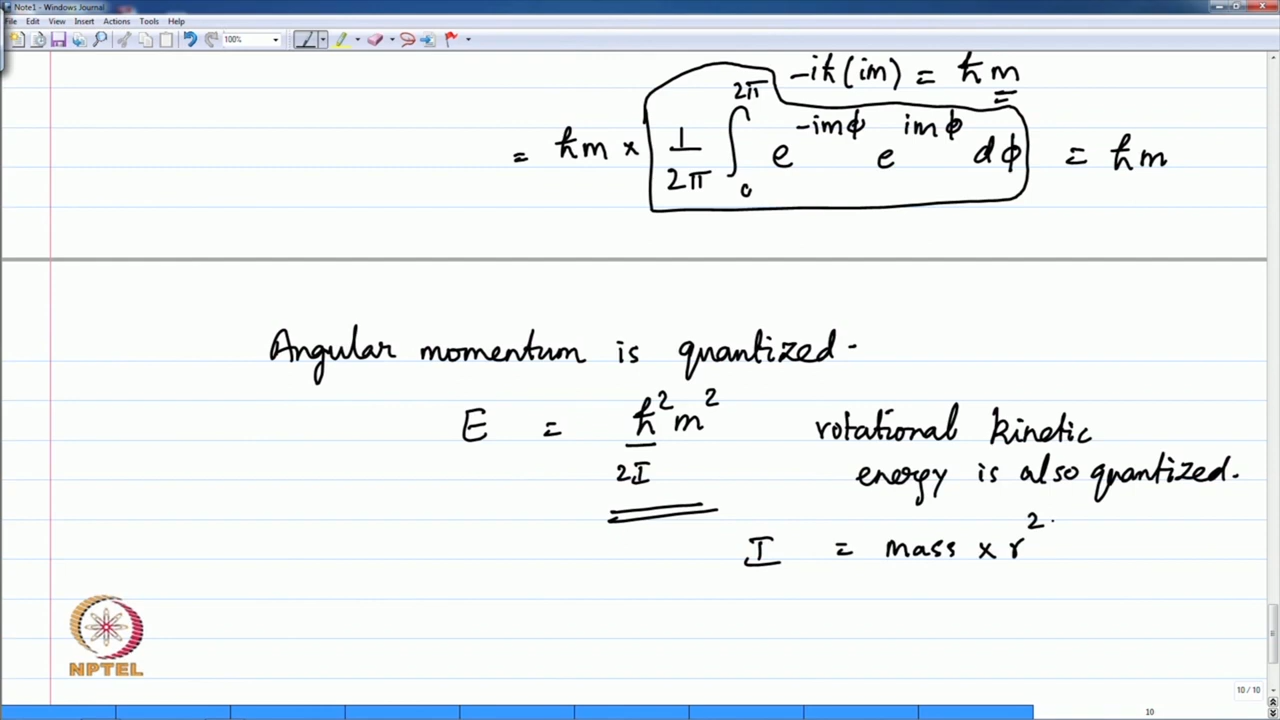 Note1 - Windows Journal
File Edit View Insert Actions Tools Help
100%
-iħ(im) = ħm
= ħm × 1/2π ∫₀^2π e^-imϕ e^imϕ dϕ = ħm
Angular momentum is quantized.
E = ħ²/2I m² rotational kinetic
energy is also quantized.
I = mass × r².
NPTEL
10 / 10
10